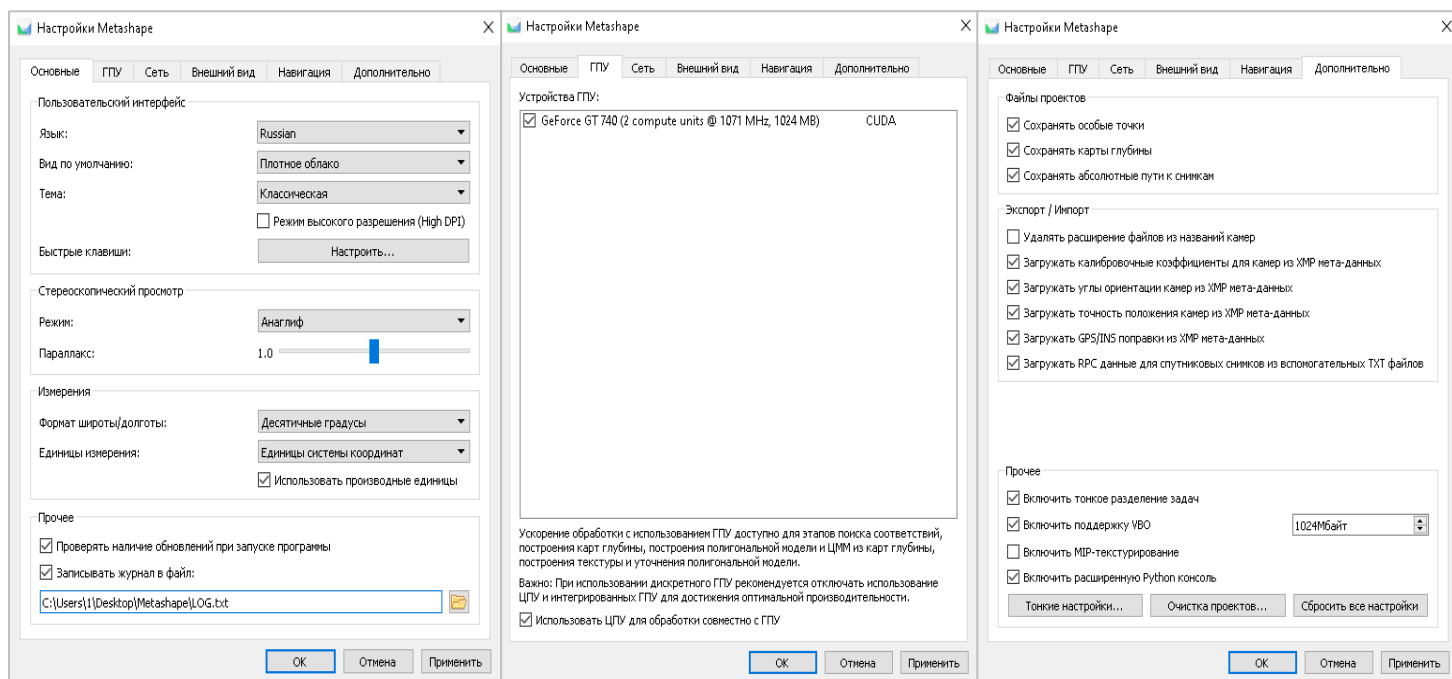 Настройки Metashape
Основные ГПУ Сеть Внешний вид Навигация Дополнительно
Пользовательский интерфейс
Язык: Russian
Вид по умолчанию: Плотное облако
Тема: Классическая
Режим высокого разрешения (High DPI)
Быстрые клавиши: Настроить...
Стереоскопический просмотр
Режим: Анаглиф
Параллакс: 1.0
Измерения
Формат широты/долготы: Десятичные градусы
Единицы измерения: Единицы системы координат
Использовать производные единицы
Прочее
Проверять наличие обновлений при запуске программы
Записывать журнал в файл:
C:\Users\1\Desktop\Metashape\LOG.txt
OK Отмена Применить
Настройки Metashape
Основные ГПУ Сеть Внешний вид Навигация Дополнительно
Устройства ГПУ:
GeForce GT 740 (2 compute units @ 1071 MHz, 1024 MB) CUDA
Ускорение обработки с использованием ГПУ доступно для этапов поиска соответствий,
построения карт глубины, построения полигональной модели и ЦММ из карт глубины,
построения текстуры и уточнения полигональной модели.
Важно: При использовании дискретного ГПУ рекомендуется отключать использование
ЦПУ и интегрированных ГПУ для достижения оптимальной производительности.
Использовать ЦПУ для обработки совместно с ГПУ
OK Отмена Применить
Настройки Metashape
Основные ГПУ Сеть Внешний вид Навигация Дополнительно
Файлы проектов
Сохранять особые точки
Сохранять карты глубины
Сохранять абсолютные пути к снимкам
Экспорт / Импорт
Удалять расширение файлов из названий камер
Загружать калибровочные коэффициенты для камер из XMP мета-данных
Загружать углы ориентации камер из XMP мета-данных
Загружать точность положения камер из XMP мета-данных
Загружать GPS/INS поправки из XMP мета-данных
Загружать RPC данные для спутниковых снимков из вспомогательных TXT файлов
Прочее
Включить тонкое разделение задач
Включить поддержку VBO 1024Мбайт
Включить MIP-текстурирование
Включить расширенную Python консоль
Тонкие настройки... Очистка проектов... Сбросить все настройки
OK Отмена Применить